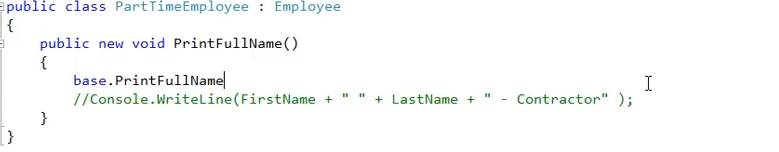 public class PartTimeEmployee : Employee
{
public new void PrintFullName()
{
base.PrintFullName
//Console.WriteLine(FirstName + " " + LastName + " - Contractor" );
}
}